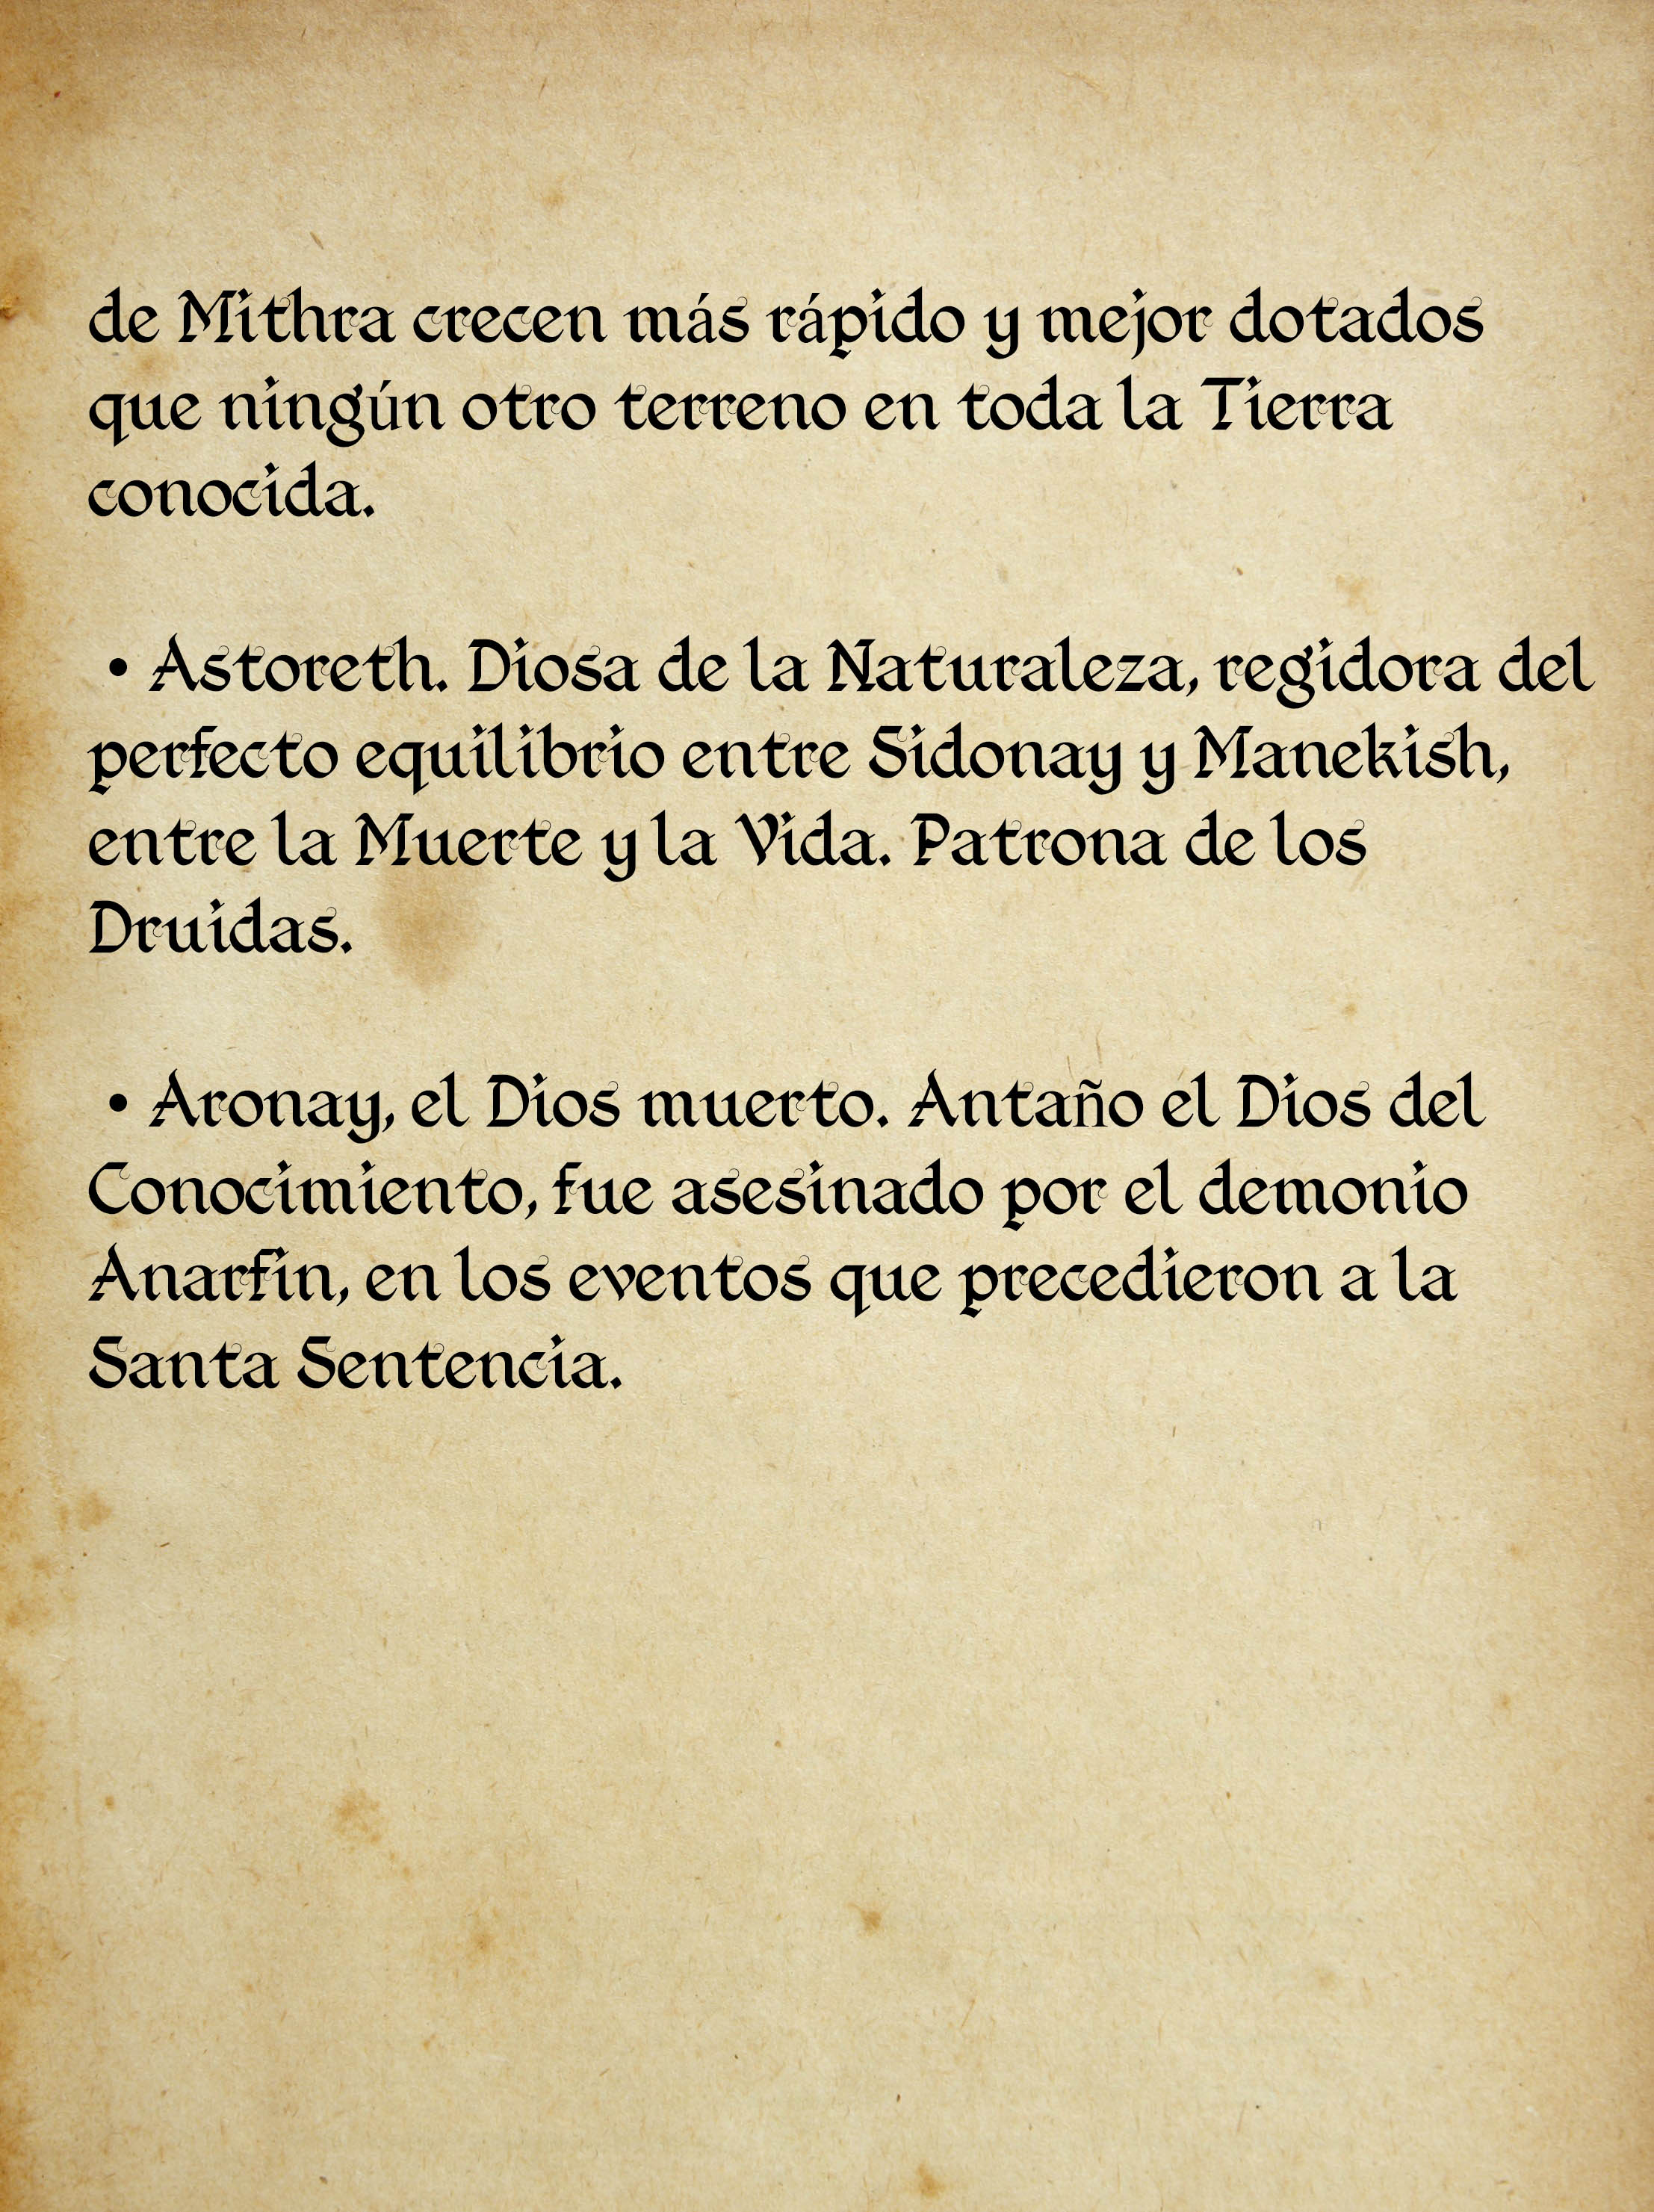 de Mithra crecen más rápido y mejor dotados
que ningún otro terreno en toda la Tierra
conocida.
• Astoreth. Diosa de la Naturaleza, regidora del
perfecto equilibrio entre Sidonay y Manekish,
entre la Muerte y la Vida. Patrona de los
Druidas.
• Aronay, el Dios muerto. Antaño el Dios del
Conocimiento, fue asesinado por el demonio
Anarfin, en los eventos que precedieron a la
Santa Sentencia.